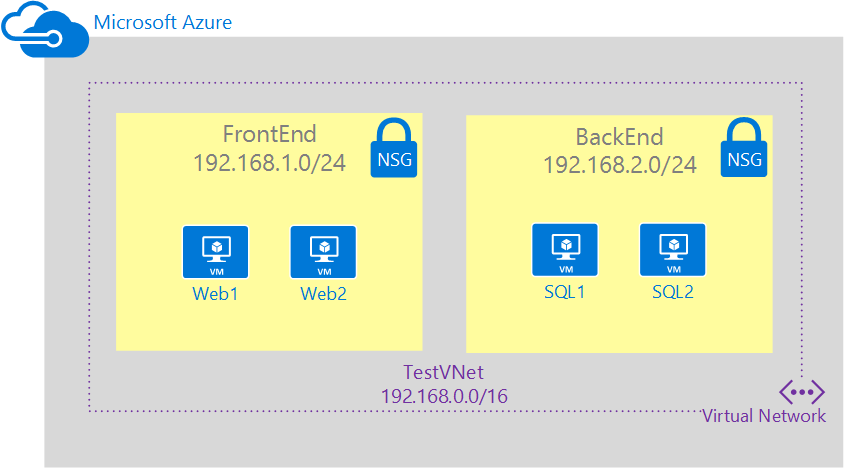 Microsoft Azure
FrontEnd
192.168.1.0/24
NSG
BackEnd
192.168.2.0/24
NSG
VM
Web1
VM
Web2
VM
SQL1
VM
SQL2
TestVNet
192.168.0.0/16
Virtual Network